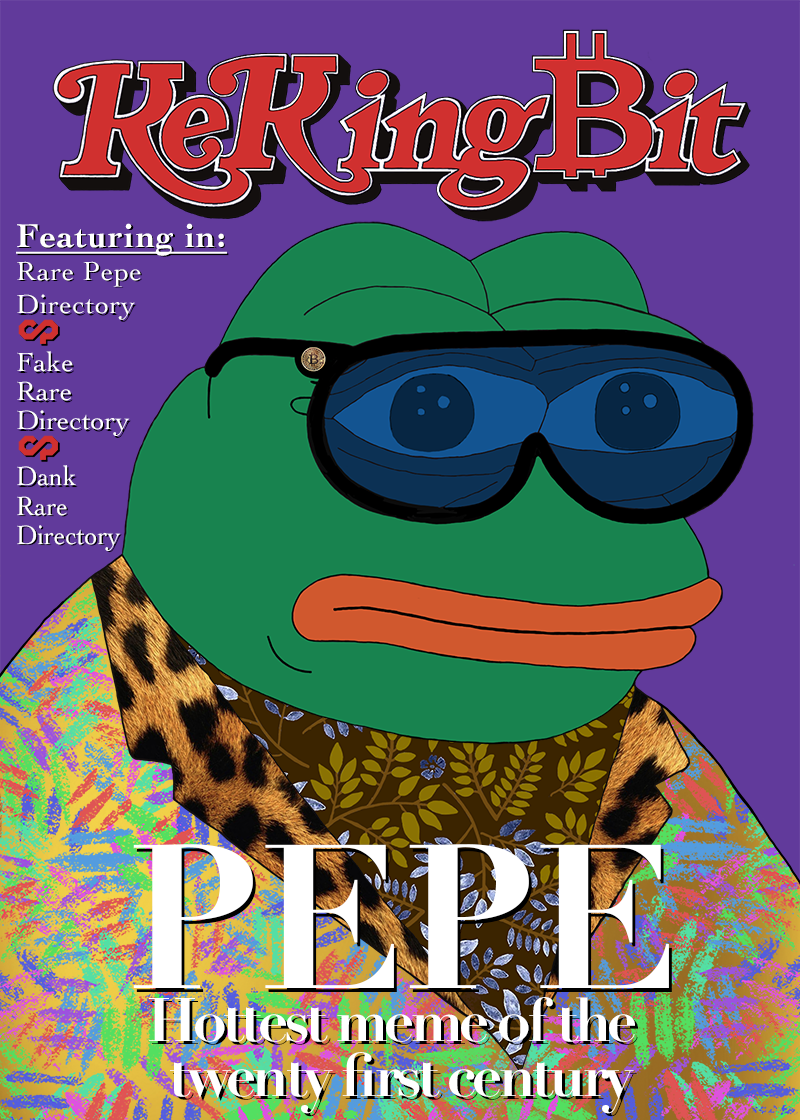 KeKingBit
Featuring in:
Rare Pepe
Directory
Fake
Rare
Directory
Dank
Rare
Directory
PEPE
Hottest meme of the
twenty first century